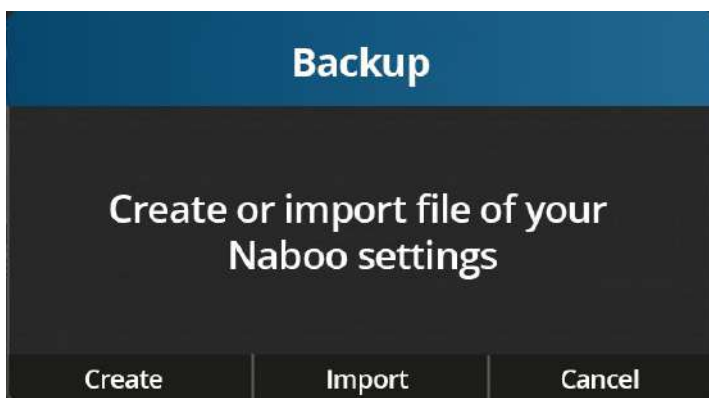 Backup
Create or import file of your
Naboo settings
Create Import Cancel